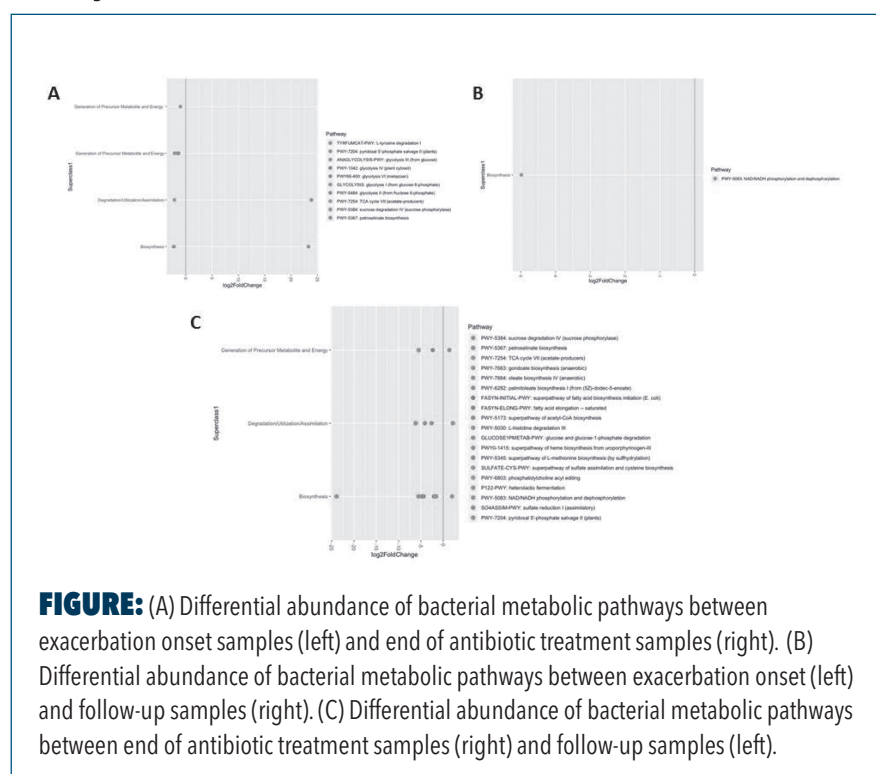 A
Generation of Precursor Metabolite and Energy
Generation of Precursor Metabolite and Energy
Degradation/Utilization/Assimilation
Biosynthesis
Superclass1
log2FoldChange
Pathway
TYRFUMCAT-PWY: L-tyrosine degradation I
PWY-7204: pyridoxal 5'-phosphate salvage II (plants)
ANAGLYCOLYSIS-PWY: glycolysis III (from glucose)
PWY-1042: glycolysis IV (plant cytosol)
PWY66-400: glycolysis VI (metazoan)
GLYCOLYSIS: glycolysis I (from glucose 6-phosphate)
PWY-5484: glycolysis II (from fructose 6-phosphate)
PWY-7254: TCA cycle VII (acetate-producers)
PWY-5384: sucrose degradation IV (sucrose phosphorylase)
PWY-5367: petroselinate biosynthesis
B
Biosynthesis
Superclass1
log2FoldChange
Pathway
PWY-5083: NAD/NADH phosphorylation and dephosphorylation
C
Generation of Precursor Metabolite and Energy
Degradation/Utilization/Assimilation
Biosynthesis
Superclass1
-25 -20 -15 -10 -5 0
log2FoldChange
Pathway
PWY-5384: sucrose degradation IV (sucrose phosphorylase)
PWY-5367: petroselinate biosynthesis
PWY-7254: TCA cycle VII (acetate-producers)
PWY-7663: gondoate biosynthesis (anaerobic)
PWY-7664: oleate biosynthesis IV (anaerobic)
PWY-6282: palmitoleate biosynthesis I (from (5Z)-dodec-5-enoate)
FASYN-INITIAL-PWY: superpathway of fatty acid biosynthesis initiation (E. coli)
FASYN-ELONG-PWY: fatty acid elongation -- saturated
PWY-5173: superpathway of acetyl-CoA biosynthesis
PWY-5030: L-histidine degradation III
GLUCOSE1PMETAB-PWY: glucose and glucose-1-phosphate degradation
PWY0-1415: superpathway of heme biosynthesis from uroporphyrinogen-III
PWY-5345: superpathway of L-methionine biosynthesis (by sulfhydrylation)
SULFATE-CYS-PWY: superpathway of sulfate assimilation and cysteine biosynthesis
PWY-6803: phosphatidylcholine acyl editing
P122-PWY: heterolactic fermentation
PWY-5083: NAD/NADH phosphorylation and dephosphorylation
SO4ASSIM-PWY: sulfate reduction I (assimilatory)
PWY-7204: pyridoxal 5'-phosphate salvage II (plants)
FIGURE: (A) Differential abundance of bacterial metabolic pathways between
exacerbation onset samples (left) and end of antibiotic treatment samples (right). (B)
Differential abundance of bacterial metabolic pathways between exacerbation onset (left)
and follow-up samples (right). (C) Differential abundance of bacterial metabolic pathways
between end of antibiotic treatment samples (right) and follow-up samples (left).